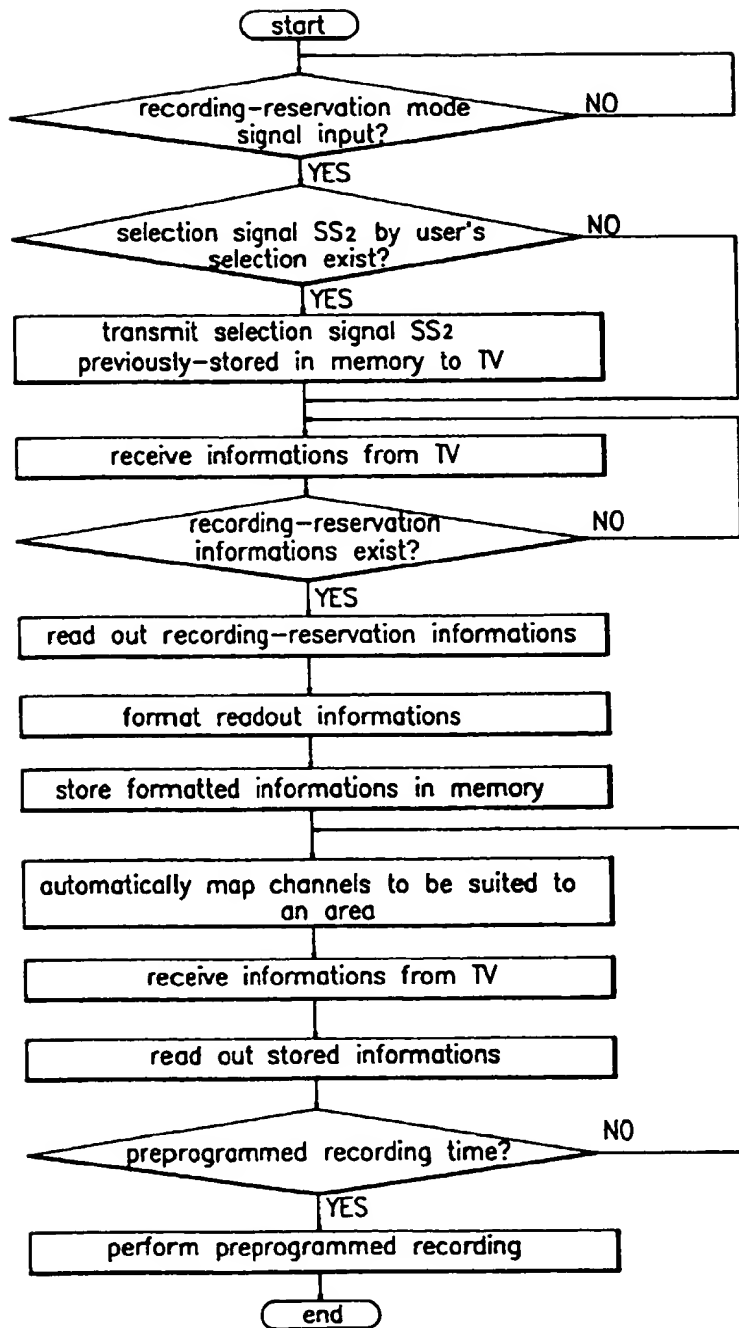 start
recording-reservation mode
signal input?
NO
YES
selection signal SS2 by user's
selection exist?
NO
YES
transmit selection signal SS2
previously-stored in memory to TV
receive informations from TV
recording-reservation
informations exist?
NO
YES
read out recording-reservation informations
format readout informations
store formatted informations in memory
automatically map channels to be suited to
an area
receive informations from TV
read out stored informations
preprogrammed recording time?
NO
YES
perform preprogrammed recording
end